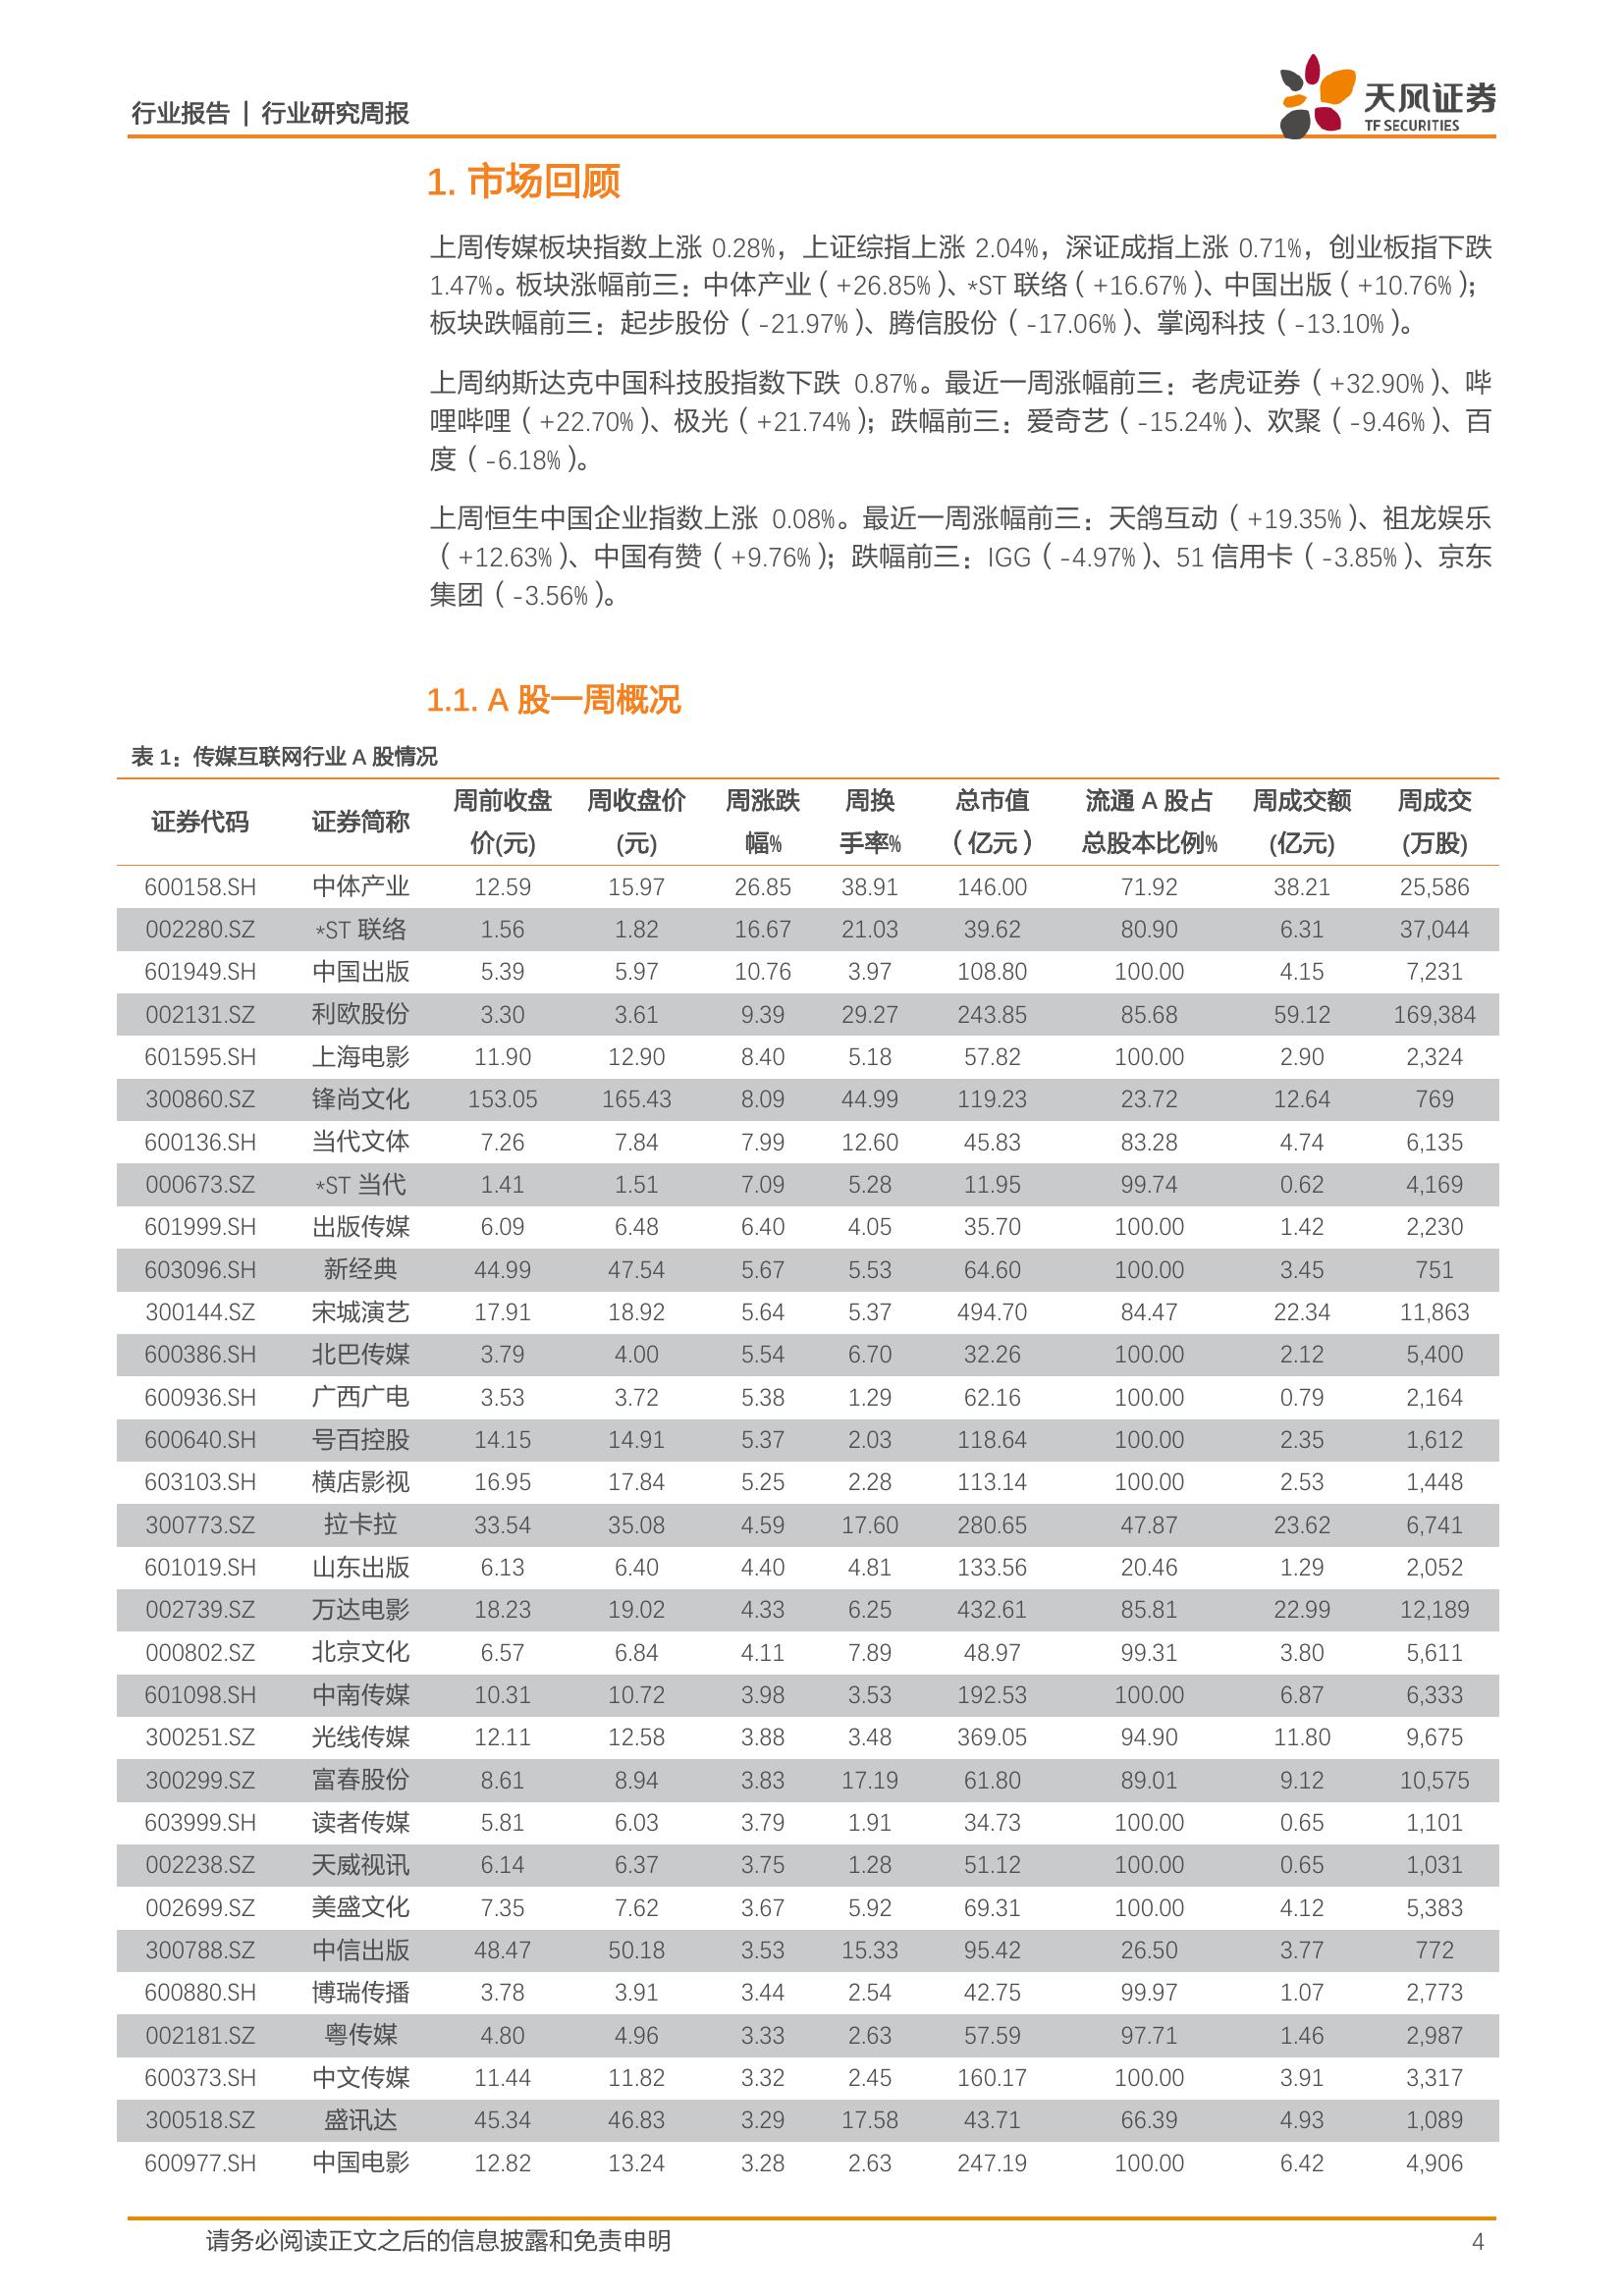 行业报告 | 行业研究周报
天风证券
TF SECURITIES
1. 市场回顾
上周传媒板块指数上涨 0.28%，上证综指上涨 2.04%，深证成指上涨 0.71%，创业板指下跌
1.47%。板块涨幅前三：中体产业（+26.85%）、*ST 联络（+16.67%）、中国出版（+10.76%）；
板块跌幅前三：起步股份（-21.97%）、腾信股份（-17.06%）、掌阅科技（-13.10%）。
上周纳斯达克中国科技股指数下跌 0.87%。最近一周涨幅前三：老虎证券（+32.90%）、哔
哩哔哩（+22.70%）、极光（+21.74%）；跌幅前三：爱奇艺（-15.24%）、欢聚（-9.46%）、百
度（-6.18%）。
上周恒生中国企业指数上涨 0.08%。最近一周涨幅前三：天鸽互动（+19.35%）、祖龙娱乐
（+12.63%）、中国有赞（+9.76%）；跌幅前三：IGG（-4.97%）、51 信用卡（-3.85%）、京东
集团（-3.56%）。
1.1. A 股一周概况
表 1：传媒互联网行业 A 股情况
证券代码 证券简称 周前收盘价(元) 周收盘价(元) 周涨跌幅% 周换手率% 总市值（亿元） 流通 A 股占总股本比例% 周成交额(亿元) 周成交(万股)
600158.SH 中体产业 12.59 15.97 26.85 38.91 146.00 71.92 38.21 25,586
002280.SZ *ST 联络 1.56 1.82 16.67 21.03 39.62 80.90 6.31 37,044
601949.SH 中国出版 5.39 5.97 10.76 3.97 108.80 100.00 4.15 7,231
002131.SZ 利欧股份 3.30 3.61 9.39 29.27 243.85 85.68 59.12 169,384
601595.SH 上海电影 11.90 12.90 8.40 5.18 57.82 100.00 2.90 2,324
300860.SZ 锋尚文化 153.05 165.43 8.09 44.99 119.23 23.72 12.64 769
600136.SH 当代文体 7.26 7.84 7.99 12.60 45.83 83.28 4.74 6,135
000673.SZ *ST 当代 1.41 1.51 7.09 5.28 11.95 99.74 0.62 4,169
601999.SH 出版传媒 6.09 6.48 6.40 4.05 35.70 100.00 1.42 2,230
603096.SH 新经典 44.99 47.54 5.67 5.53 64.60 100.00 3.45 751
300144.SZ 宋城演艺 17.91 18.92 5.64 5.37 494.70 84.47 22.34 11,863
600386.SH 北巴传媒 3.79 4.00 5.54 6.70 32.26 100.00 2.12 5,400
600936.SH 广西广电 3.53 3.72 5.38 1.29 62.16 100.00 0.79 2,164
600640.SH 号百控股 14.15 14.91 5.37 2.03 118.64 100.00 2.35 1,612
603103.SH 横店影视 16.95 17.84 5.25 2.28 113.14 100.00 2.53 1,448
300773.SZ 拉卡拉 33.54 35.08 4.59 17.60 280.65 47.87 23.62 6,741
601019.SH 山东出版 6.13 6.40 4.40 4.81 133.56 20.46 1.29 2,052
002739.SZ 万达电影 18.23 19.02 4.33 6.25 432.61 85.81 22.99 12,189
000802.SZ 北京文化 6.57 6.84 4.11 7.89 48.97 99.31 3.80 5,611
601098.SH 中南传媒 10.31 10.72 3.98 3.53 192.53 100.00 6.87 6,333
300251.SZ 光线传媒 12.11 12.58 3.88 3.48 369.05 94.90 11.80 9,675
300299.SZ 富春股份 8.61 8.94 3.83 17.19 61.80 89.01 9.12 10,575
603999.SH 读者传媒 5.81 6.03 3.79 1.91 34.73 100.00 0.65 1,101
002238.SZ 天威视讯 6.14 6.37 3.75 1.28 51.12 100.00 0.65 1,031
002699.SZ 美盛文化 7.35 7.62 3.67 5.92 69.31 100.00 4.12 5,383
300788.SZ 中信出版 48.47 50.18 3.53 15.33 95.42 26.50 3.77 772
600880.SH 博瑞传播 3.78 3.91 3.44 2.54 42.75 99.97 1.07 2,773
002181.SZ 粤传媒 4.80 4.96 3.33 2.63 57.59 97.71 1.46 2,987
600373.SH 中文传媒 11.44 11.82 3.32 2.45 160.17 100.00 3.91 3,317
300518.SZ 盛讯达 45.34 46.83 3.29 17.58 43.71 66.39 4.93 1,089
600977.SH 中国电影 12.82 13.24 3.28 2.63 247.19 100.00 6.42 4,906
请务必阅读正文之后的信息披露和免责申明 4